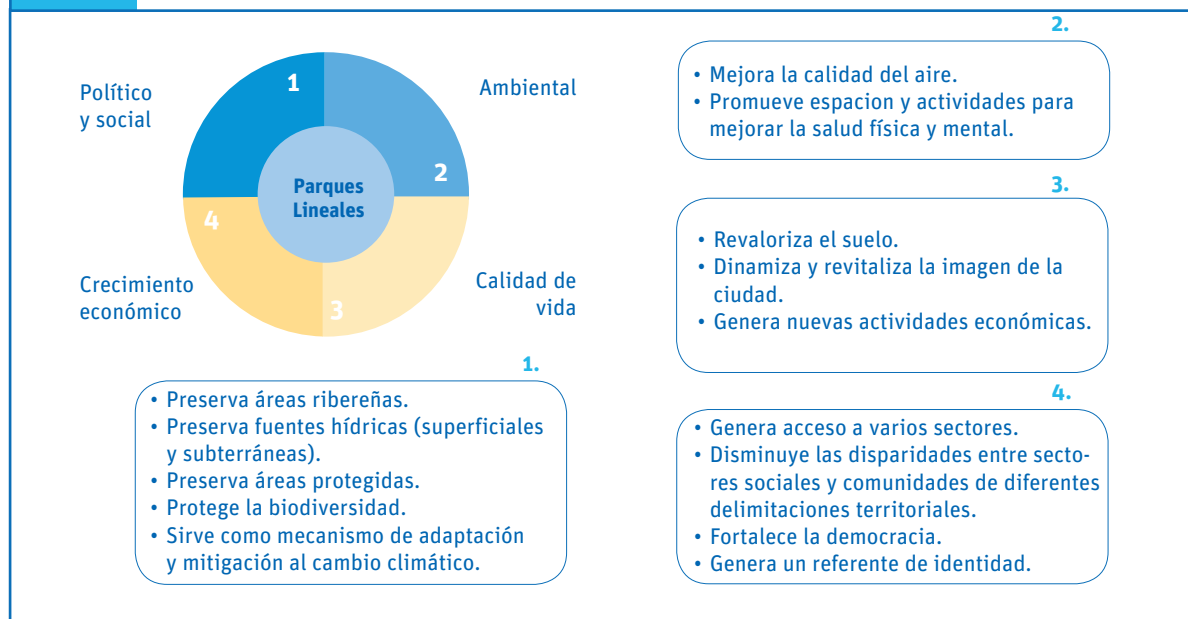 Político
y social
1
Ambiental
2
Parques
Lineales
4
Crecimiento
económico
3
Calidad de
vida
1.
• Preserva áreas ribereñas.
• Preserva fuentes hídricas (superficiales
y subterráneas).
• Preserva áreas protegidas.
• Protege la biodiversidad.
• Sirve como mecanismo de adaptación
y mitigación al cambio climático.
2.
• Mejora la calidad del aire.
• Promueve espacion y actividades para
mejorar la salud física y mental.
3.
• Revaloriza el suelo.
• Dinamiza y revitaliza la imagen de la
ciudad.
• Genera nuevas actividades económicas.
4.
• Genera acceso a varios sectores.
• Disminuye las disparidades entre secto-
res sociales y comunidades de diferentes
delimitaciones territoriales.
• Fortalece la democracia.
• Genera un referente de identidad.